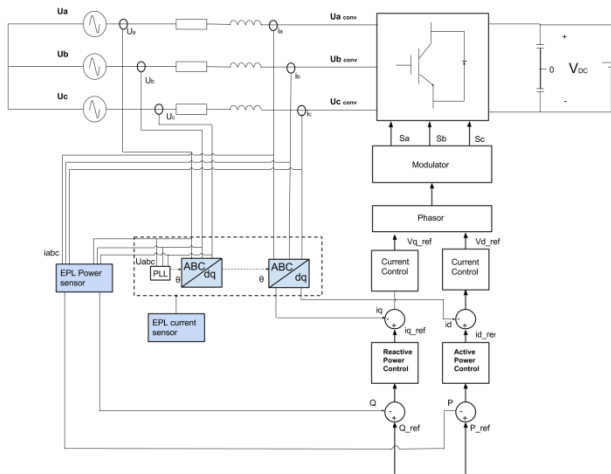 Ua
Ua
Ia
Ua conv
Ub
Ub
ib
Ub conv
Uc
Uc
Ic
Uc conv
+
0
VDC
-
Sa
Sb
Sc
Modulator
Phasor
Vq_ref
Vd_ref
Current
Control
Current
Control
iabc
Uabc
EPL Power
sensor
PLL
θ
ABC
dq
θ
ABC
dq
EPL current
sensor
iq
-
+
iq_ref
id
-
+
id_re
Reactive
Power
Control
Active
Power
Control
Q
-
+
Q_ref
P
-
+
P_ref